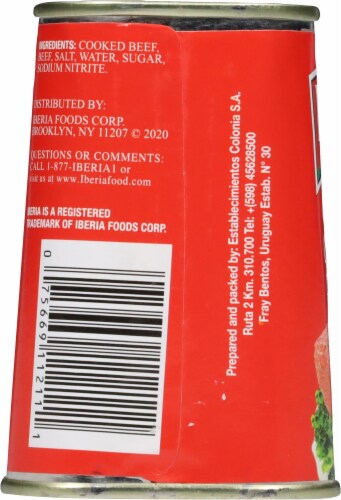 INGREDIENTS: COOKED BEEF,
BEEF, SALT, WATER, SUGAR,
SODIUM NITRITE.
DISTRIBUTED BY:
IBERIA FOODS CORP.
BROOKLYN, NY 11207 © 2020
QUESTIONS OR COMMENTS:
CALL 1-877-IBERIA1 or
visit us at www.Iberiafood.com
IBERIA IS A REGISTERED
TRADEMARK OF IBERIA FOODS CORP.
0 75669 11211 1
Prepared and packed by: Establecimientos Colonia S.A.
Ruta 2 Km. 310.700 Tel: +(598) 45628500
Fray Bentos, Uruguay Estab. N° 30